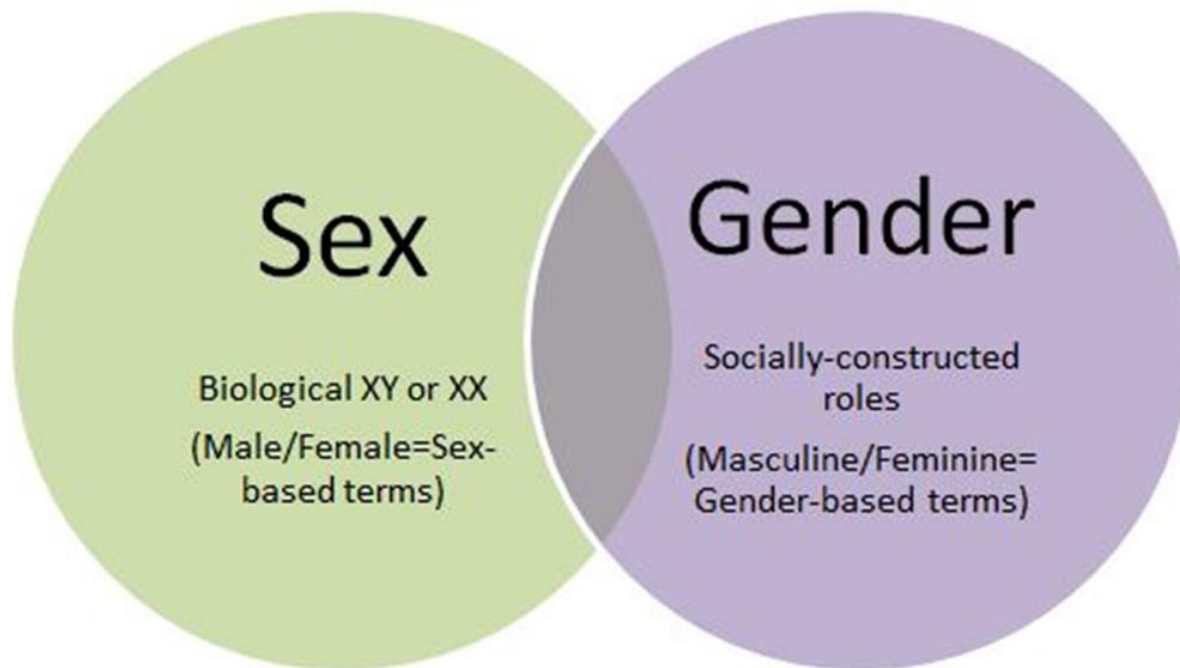 Sex
Biological XY or XX
(Male/Female=Sex-
based terms)
Gender
Socially-constructed
roles
(Masculine/Feminine=
Gender-based terms)